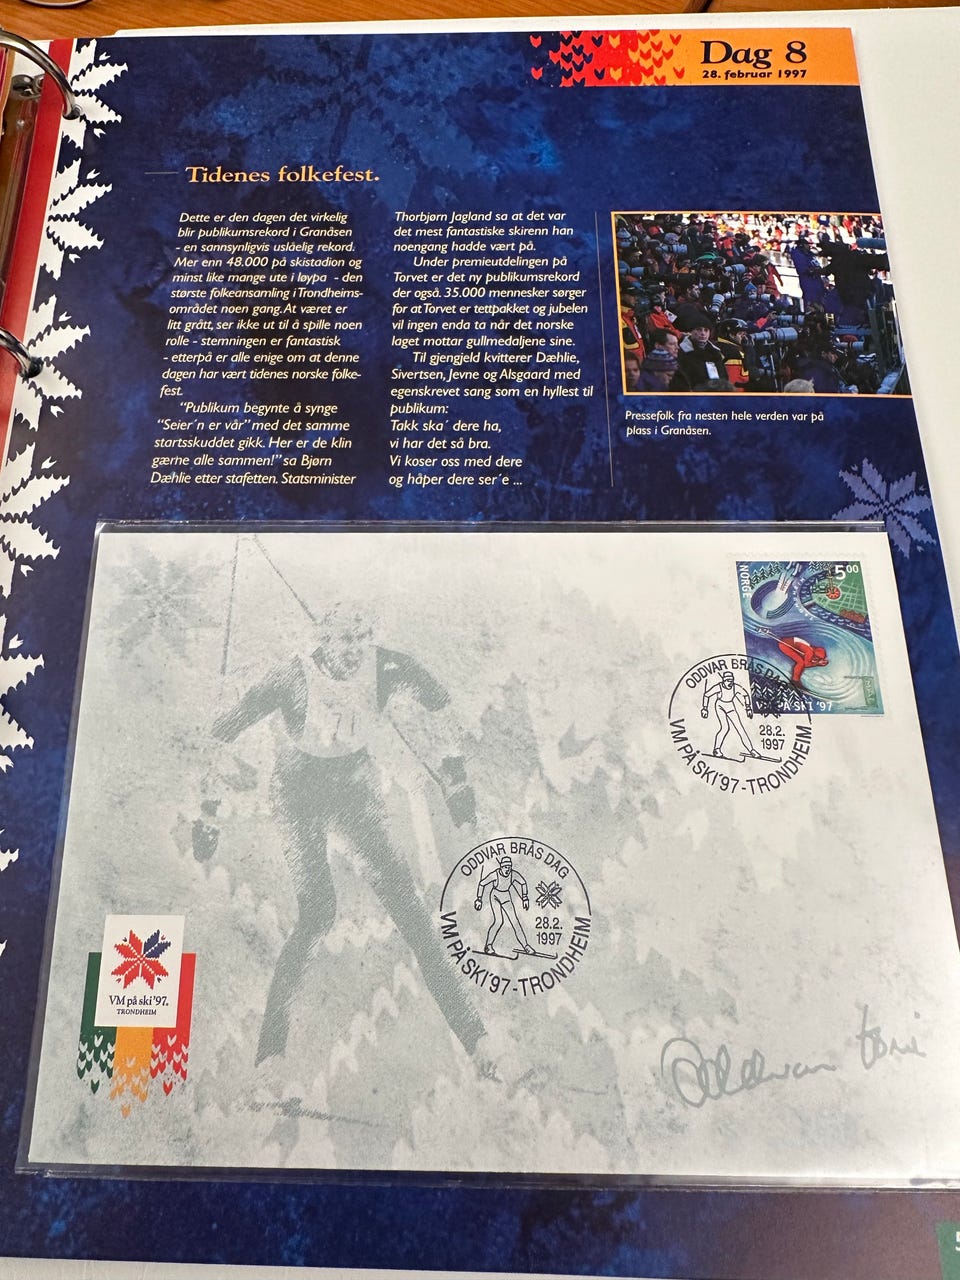 Dag 8
28. februar 1997
Tidenes folkefest.
Dette er den dagen det virkelig
blir publikumsrekord i Granåsen
- en sannsynligvis uslåelig rekord.
Mer enn 48.000 på skistadion og
minst like mange ute i løypa - den
største folkeansamling i Trondheims-
området noen gang. At været er
litt grått, ser ikke ut til å spille noen
rolle - stemningen er fantastisk
- etterpå er alle enige om at denne
dagen har vært tidenes norske folke-
fest.
“Publikum begynte å synge
“Seier´n er vår” med det samme
startsskuddet gikk. Her er de klin
gærne alle sammen!” sa Bjørn
Dæhlie etter stafetten. Statsminister
Thorbjørn Jagland sa at det var
det mest fantastiske skirenn han
noengang hadde vært på.
Under premieutdelingen på
Torvet er det ny publikumsrekord
der også. 35.000 mennesker sørger
for at Torvet er tettpakket og jubelen
vil ingen enda ta når det norske
laget mottar gullmedaljene sine.
Til gjengjeld kvitterer Dæhlie,
Sivertsen, Jevne og Alsgaard med
egenskrevet sang som en hyllest til
publikum:
Takk ska´ dere ha,
vi har det så bra.
Vi koser oss med dere
og håper dere ser´e ...
Pressefolk fra nesten hele verden var på
plass i Granåsen.
NORGE
500
VM PÅ SKI '97
ODDVAR BRÅS DAG
28.2.
1997
VM PÅ SKI'97-TRONDHEIM
71
ODDVAR BRÅS DAG
28.2.
1997
VM PÅ SKI'97-TRONDHEIM
VM på ski '97.
TRONDHEIM
5